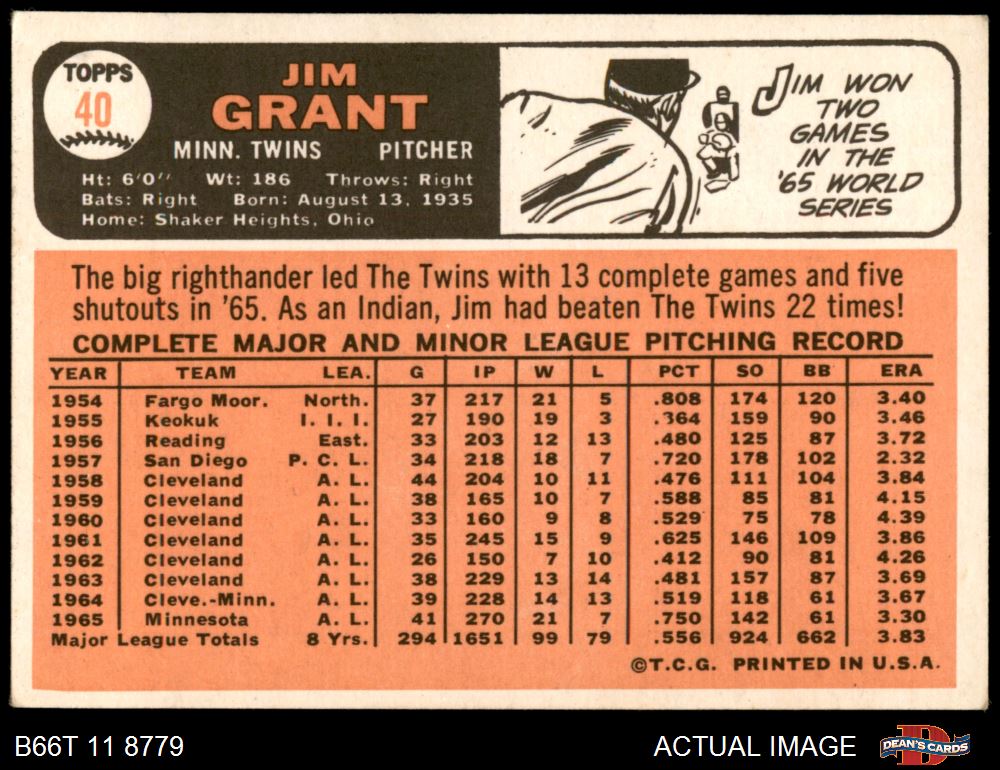 TOPPS
40
JIM
GRANT
MINN. TWINS PITCHER
Ht: 6'0" Wt: 186 Throws: Right
Bats: Right Born: August 13, 1935
Home: Shaker Heights, Ohio
JIM WON
TWO
GAMES
IN THE
'65 WORLD
SERIES
The big righthander led The Twins with 13 complete games and five
shutouts in '65. As an Indian, Jim had beaten The Twins 22 times!
COMPLETE MAJOR AND MINOR LEAGUE PITCHING RECORD
YEAR TEAM LEA. G IP W L PCT SO BB ERA
1954 Fargo Moor. North. 37 217 21 5 .808 174 120 3.40
1955 Keokuk I. I. I. 27 190 19 3 .364 159 90 3.46
1956 Reading East. 33 203 12 13 .480 125 87 3.72
1957 San Diego P. C. L. 34 218 18 7 .720 178 102 2.32
1958 Cleveland A. L. 44 204 10 11 .476 111 104 3.84
1959 Cleveland A. L. 38 165 10 7 .588 85 81 4.15
1960 Cleveland A. L. 33 160 9 8 .529 75 78 4.39
1961 Cleveland A. L. 35 245 15 9 .625 146 109 3.86
1962 Cleveland A. L. 26 150 7 10 .412 90 81 4.26
1963 Cleveland A. L. 38 229 13 14 .481 157 87 3.69
1964 Cleve.-Minn. A. L. 39 228 14 13 .519 118 61 3.67
1965 Minnesota A. L. 41 270 21 7 .750 142 61 3.30
Major League Totals 8 Yrs. 294 1651 99 79 .556 924 662 3.83
©T.C.G. PRINTED IN U.S.A.
B66T 11 8779
ACTUAL IMAGE
DEAN'S CARDS